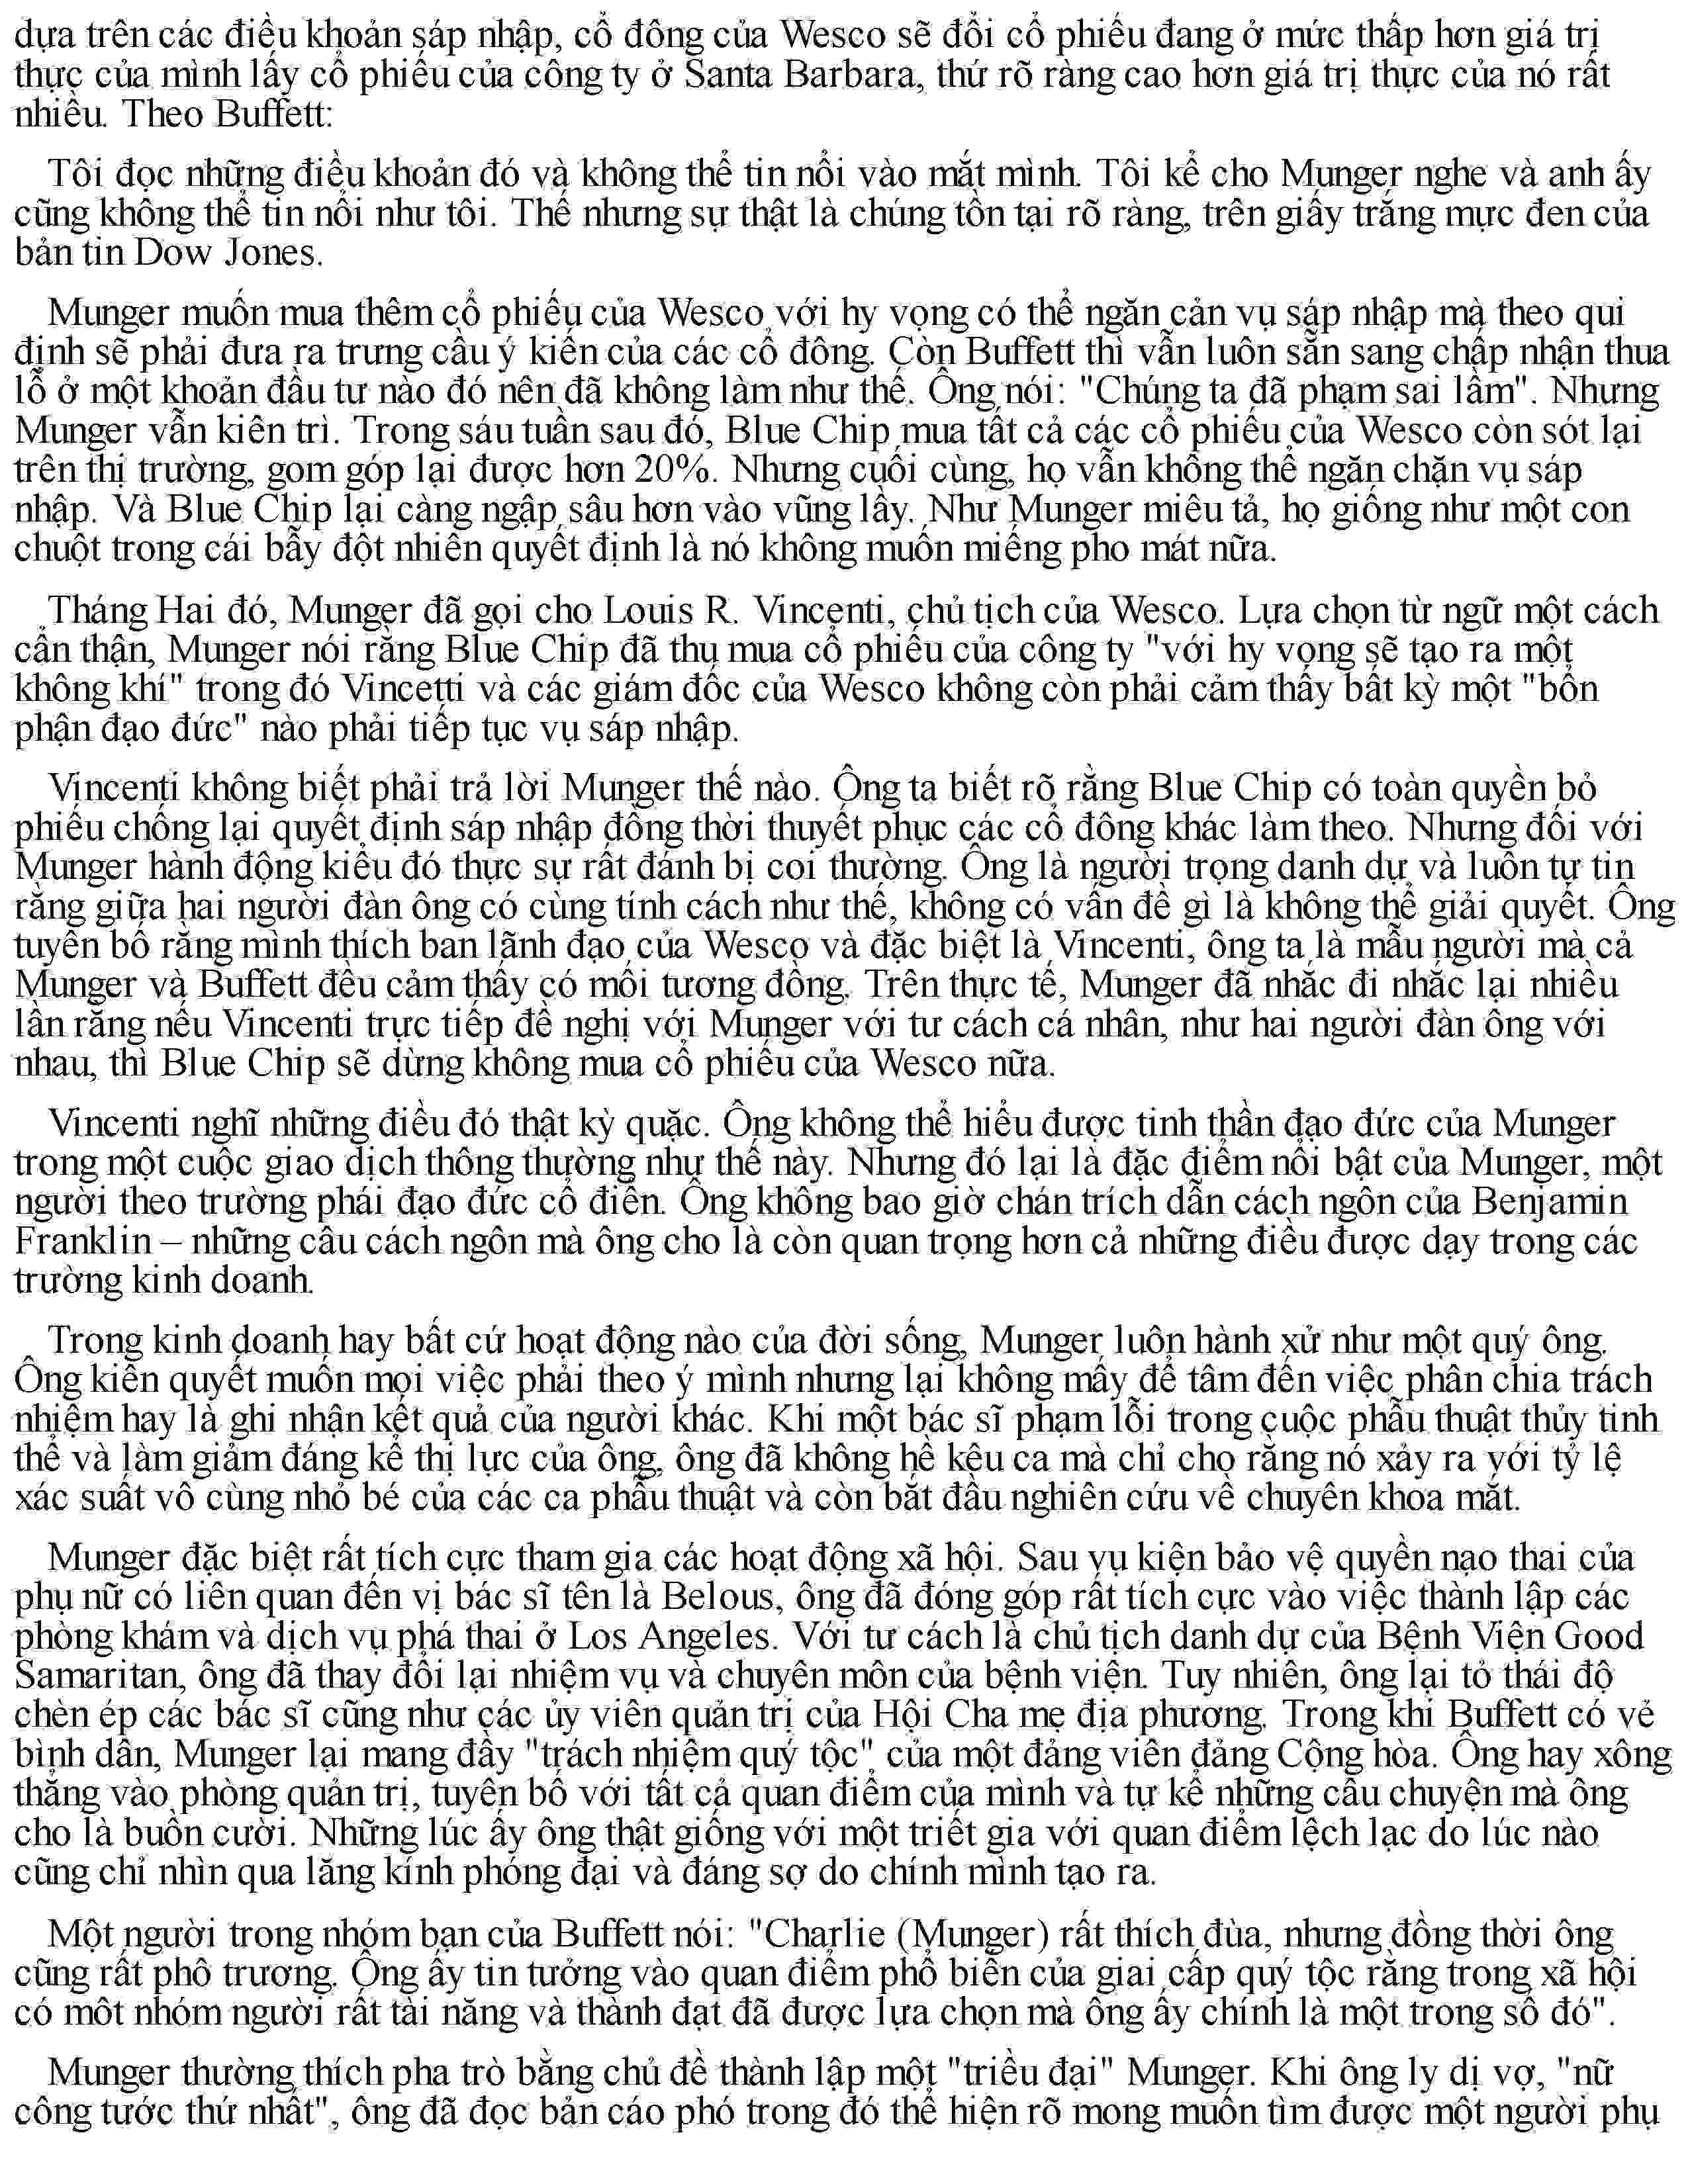 dựa trên các điều khoản sáp nhập, cổ đông của Wesco sẽ đổi cổ phiếu đang ở mức thấp hơn giá trị
thực của mình lấy cổ phiếu của công ty ở Santa Barbara, thứ rõ ràng cao hơn giá trị thực của nó rất
nhiều. Theo Buffett:
Tôi đọc những điều khoản đó và không thể tin nổi vào mắt mình. Tôi kể cho Munger nghe và anh ấy
cũng không thể tin nổi như tôi. Thế nhưng sự thật là chúng tồn tại rõ ràng, trên giấy trắng mực đen của
bản tin Dow Jones.
Munger muốn mua thêm cổ phiếu của Wesco với hy vọng có thể ngăn cản vụ sáp nhập mà theo qui
định sẽ phải đưa ra trưng cầu ý kiến của các cổ đông. Còn Buffett thì vẫn luôn sẵn sang chấp nhận thua
lỗ ở một khoản đầu tư nào đó nên đã không làm như thế. Ông nói: "Chúng ta đã phạm sai lầm". Nhưng
Munger vẫn kiên trì. Trong sáu tuần sau đó, Blue Chip mua tất cả các cổ phiếu của Wesco còn sót lại
trên thị trường, gom góp lại được hơn 20%. Nhưng cuối cùng, họ vẫn không thể ngăn chặn vụ sáp
nhập. Và Blue Chip lại càng ngập sâu hơn vào vũng lầy. Như Munger miêu tả, họ giống như một con
chuột trong cái bẫy đột nhiên quyết định là nó không muốn miếng pho mát nữa.
Tháng Hai đó, Munger đã gọi cho Louis R. Vincenti, chủ tịch của Wesco. Lựa chọn từ ngữ một cách
cẩn thận, Munger nói rằng Blue Chip đã thu mua cổ phiếu của công ty "với hy vọng sẽ tạo ra một
không khí" trong đó Vincetti và các giám đốc của Wesco không còn phải cảm thấy bất kỳ một "bổn
phận đạo đức" nào phải tiếp tục vụ sáp nhập.
Vincenti không biết phải trả lời Munger thế nào. Ông ta biết rõ rằng Blue Chip có toàn quyền bỏ
phiếu chống lại quyết định sáp nhập đồng thời thuyết phục các cổ đông khác làm theo. Nhưng đối với
Munger hành động kiểu đó thực sự rất đánh bị coi thường. Ông là người trọng danh dự và luôn tự tin
rằng giữa hai người đàn ông có cùng tính cách như thế, không có vấn đề gì là không thể giải quyết. Ông
tuyên bố rằng mình thích ban lãnh đạo của Wesco và đặc biệt là Vincenti, ông ta là mẫu người mà cả
Munger và Buffett đều cảm thấy có mối tương đồng. Trên thực tế, Munger đã nhắc đi nhắc lại nhiều
lần rằng nếu Vincenti trực tiếp đề nghị với Munger với tư cách cá nhân, như hai người đàn ông với
nhau, thì Blue Chip sẽ dừng không mua cổ phiếu của Wesco nữa.
Vincenti nghĩ những điều đó thật kỳ quặc. Ông không thể hiểu được tinh thần đạo đức của Munger
trong một cuộc giao dịch thông thường như thế này. Nhưng đó lại là đặc điểm nổi bật của Munger, một
người theo trường phái đạo đức cổ điển. Ông không bao giờ chán trích dẫn cách ngôn của Benjamin
Franklin – những câu cách ngôn mà ông cho là còn quan trọng hơn cả những điều được dạy trong các
trường kinh doanh.
Trong kinh doanh hay bất cứ hoạt động nào của đời sống, Munger luôn hành xử như một quý ông.
Ông kiên quyết muốn mọi việc phải theo ý mình nhưng lại không mấy để tâm đến việc phân chia trách
nhiệm hay là ghi nhận kết quả của người khác. Khi một bác sĩ phạm lỗi trong cuộc phẫu thuật thủy tinh
thể và làm giảm đáng kể thị lực của ông, ông đã không hề kêu ca mà chỉ cho rằng nó xảy ra với tỷ lệ
xác suất vô cùng nhỏ bé của các ca phẫu thuật và còn bắt đầu nghiên cứu về chuyên khoa mắt.
Munger đặc biệt rất tích cực tham gia các hoạt động xã hội. Sau vụ kiện bảo vệ quyền nạo thai của
phụ nữ có liên quan đến vị bác sĩ tên là Belous, ông đã đóng góp rất tích cực vào việc thành lập các
phòng khám và dịch vụ phá thai ở Los Angeles. Với tư cách là chủ tịch danh dự của Bệnh Viện Good
Samaritan, ông đã thay đổi lại nhiệm vụ và chuyên môn của bệnh viện. Tuy nhiên, ông lại tỏ thái độ
chèn ép các bác sĩ cũng như các ủy viên quản trị của Hội Cha mẹ địa phương. Trong khi Buffett có vẻ
bình dân, Munger lại mang đầy "trách nhiệm quý tộc" của một đảng viên đảng Cộng hòa. Ông hay xông
thẳng vào phòng quản trị, tuyên bố với tất cả quan điểm của mình và tự kể những câu chuyện mà ông
cho là buồn cười. Những lúc ấy ông thật giống với một triết gia với quan điểm lệch lạc do lúc nào
cũng chỉ nhìn qua lăng kính phóng đại và đáng sợ do chính mình tạo ra.
Một người trong nhóm bạn của Buffett nói: "Charlie (Munger) rất thích đùa, nhưng đồng thời ông
cũng rất phô trương. Ông ấy tin tưởng vào quan điểm phổ biến của giai cấp quý tộc rằng trong xã hội
có môt nhóm người rất tài năng và thành đạt đã được lựa chọn mà ông ấy chính là một trong số đó".
Munger thường thích pha trò bằng chủ đề thành lập một "triều đại" Munger. Khi ông ly dị vợ, "nữ
công tước thứ nhất", ông đã đọc bản cáo phó trong đó thể hiện rõ mong muốn tìm được một người phụ